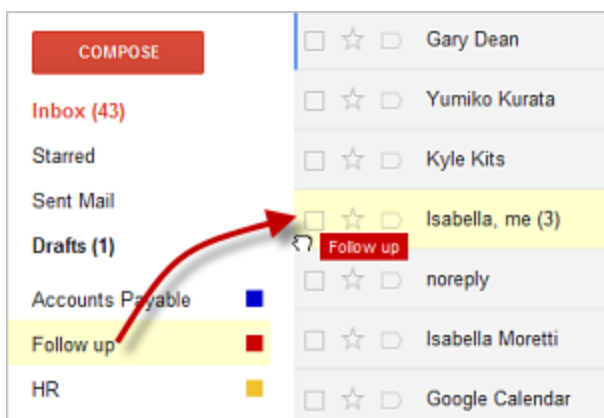 COMPOSE
Inbox (43)
Starred
Sent Mail
Drafts (1)
Accounts Payable
Follow up
HR
Gary Dean
Yumiko Kurata
Kyle Kits
Isabella, me (3)
Follow up
noreply
Isabella Moretti
Google Calendar